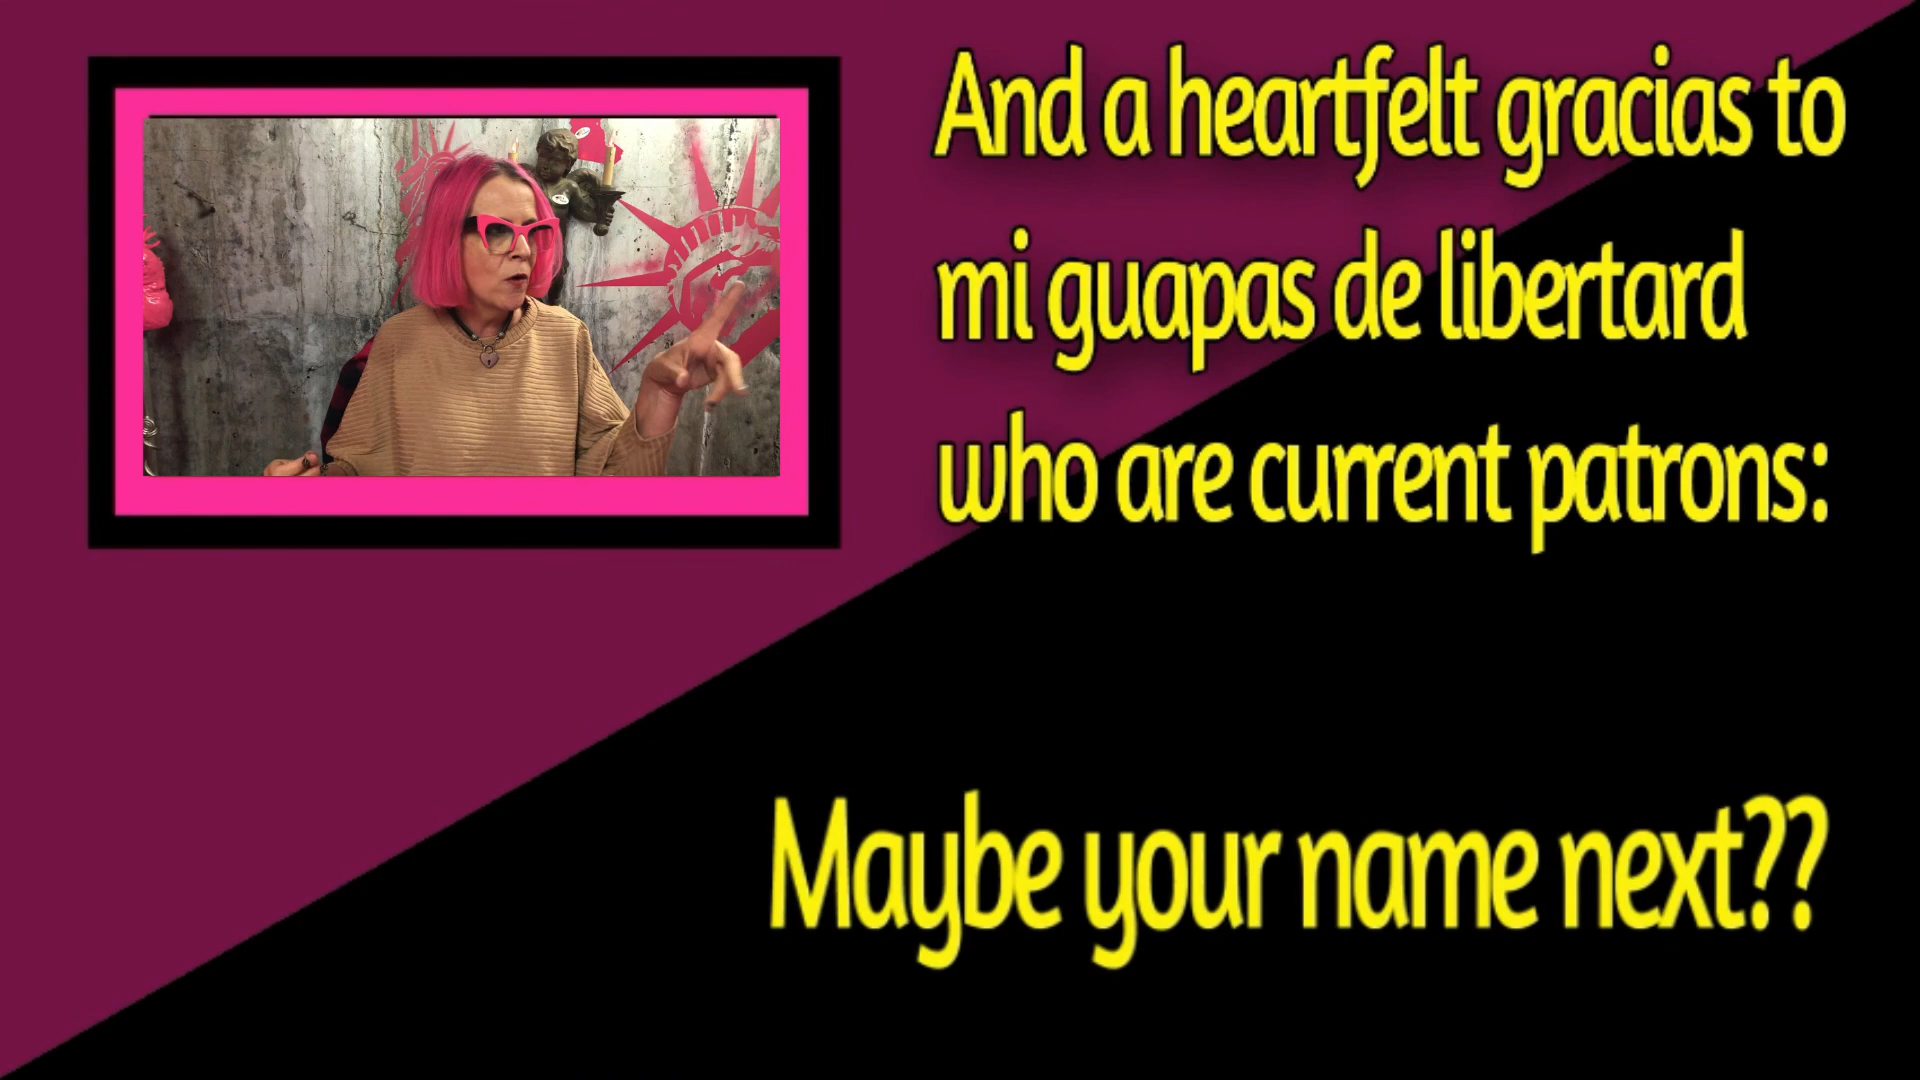 And a heartfelt gracias to
mi guapas de libertard
who are current patrons:
Maybe your name next??